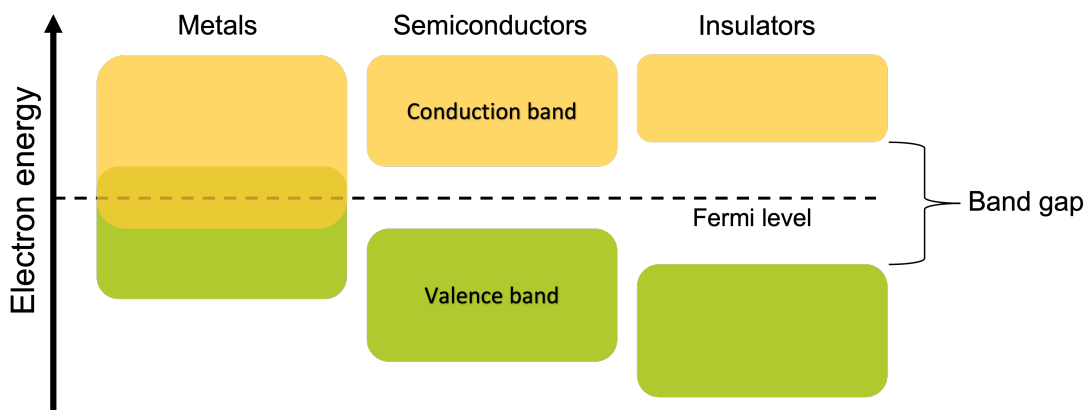 Metals
Semiconductors
Insulators
Electron energy
Conduction band
Band gap
Fermi level
Valence band